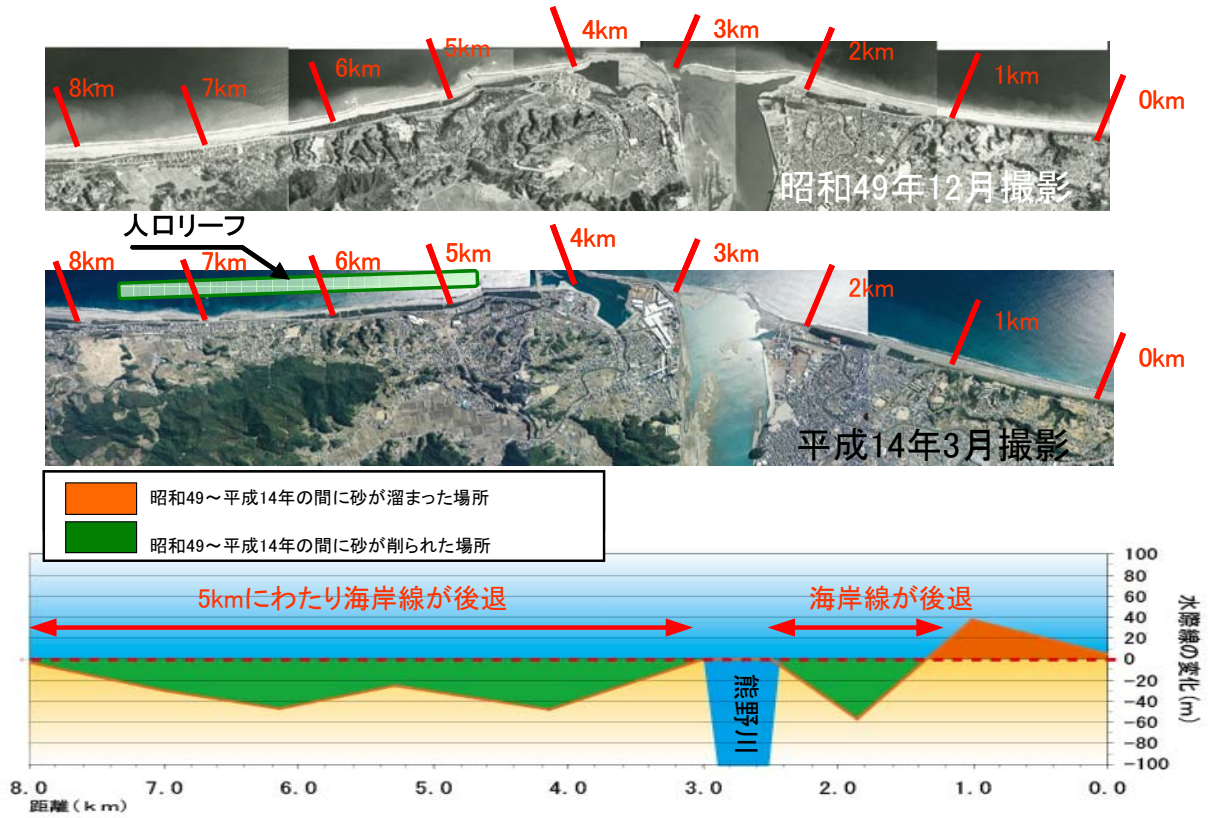 8km
7km
6km
5km
4km
3km
2km
1km
0km
昭和49年12月撮影
人口リーフ
8km
7km
6km
5km
4km
3km
2km
1km
0km
平成14年3月撮影
昭和49～平成14年の間に砂が溜まった場所
昭和49～平成14年の間に砂が削られた場所
5kmにわたり海岸線が後退
海岸線が後退
熊野川
100
80
60
40
20
0
-20
-40
-60
-80
-100
水際線の変化(m)
8.0
7.0
6.0
5.0
4.0
3.0
2.0
1.0
0.0
距離(km)